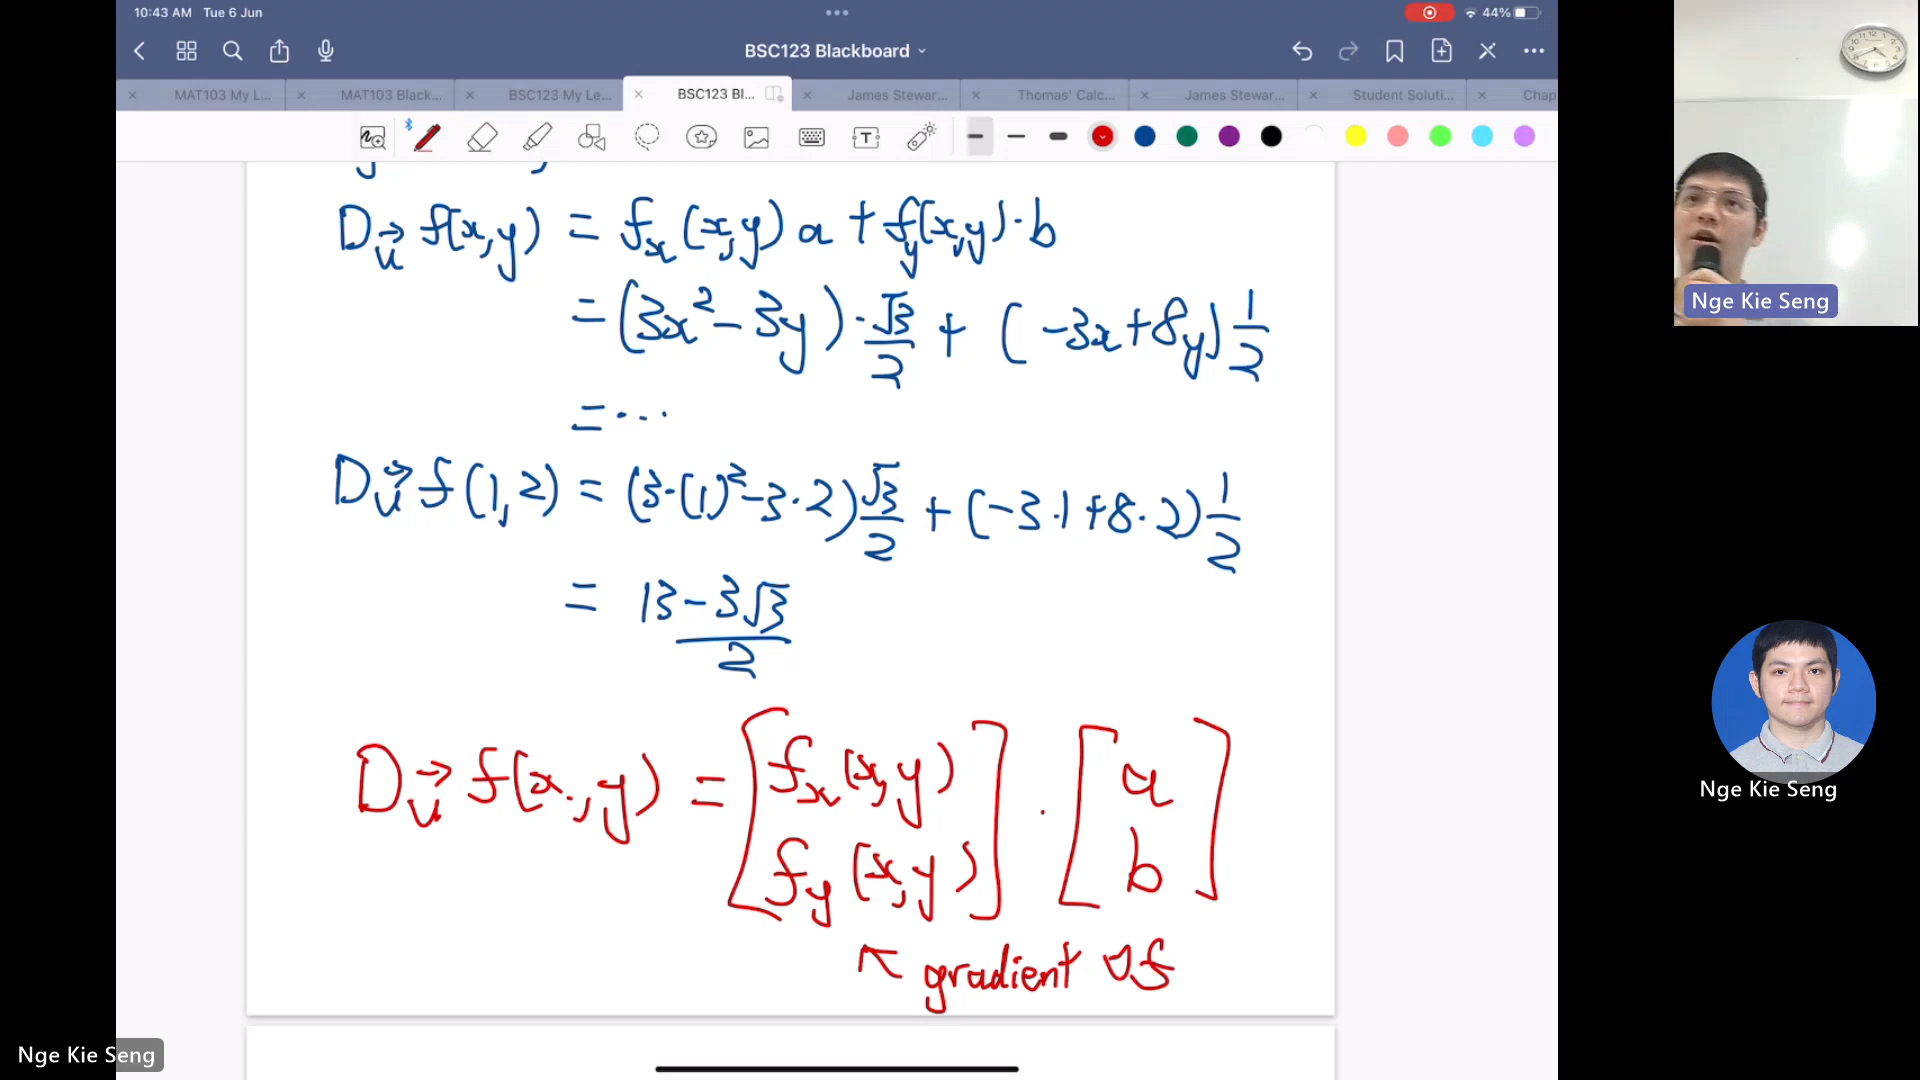 10:43 AM Tue 6 Jun
44%
BSC123 Blackboard
MAT103 My L...
MAT103 Black...
BSC123 My Le...
BSC123 Bl...
James Stewar...
Thomas' Calc...
James Stewar...
Student Soluti...
Chap
D_u⃗ f(x,y) = f_x(x,y) a + f_y(x,y)·b
= (3x²-3y)·√3/2 + (-3x+8y) 1/2
= ...
D_u⃗ f(1,2) = (3·(1)²-3·2) √3/2 + (-3·1+8·2) 1/2
= 13-3√3/2
D_u⃗ f(x,y) = [f_x(x,y) f_y(x,y)] · [a b]
↖ gradient ∇f
Nge Kie Seng
Nge Kie Seng
Nge Kie Seng